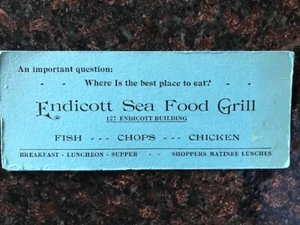 An important question:
- - Where Is the best place to eat? - -
Endicott Sea Food Grill
127 ENDICOTT BUILDING
FISH --- CHOPS --- CHICKEN
BREAKFAST - LUNCHEON - SUPPER - - SHOPPERS MATINEE LUNCHES